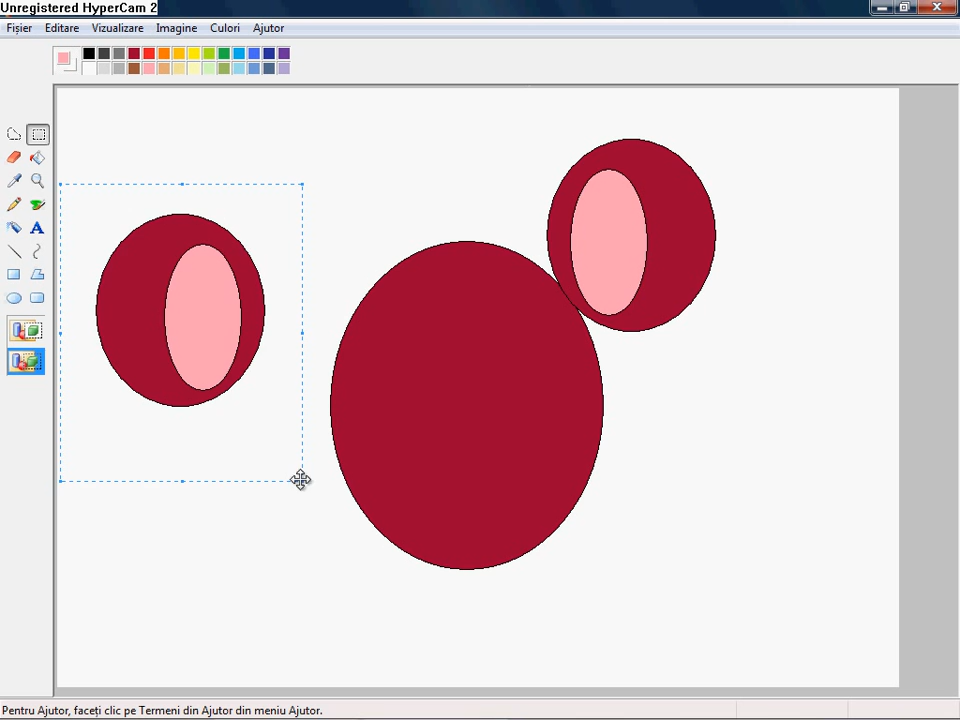 Unregistered HyperCam 2
Fișier Editare Vizualizare Imagine Culori Ajutor
A
Pentru Ajutor, faceți clic pe Termeni din Ajutor din meniu Ajutor.